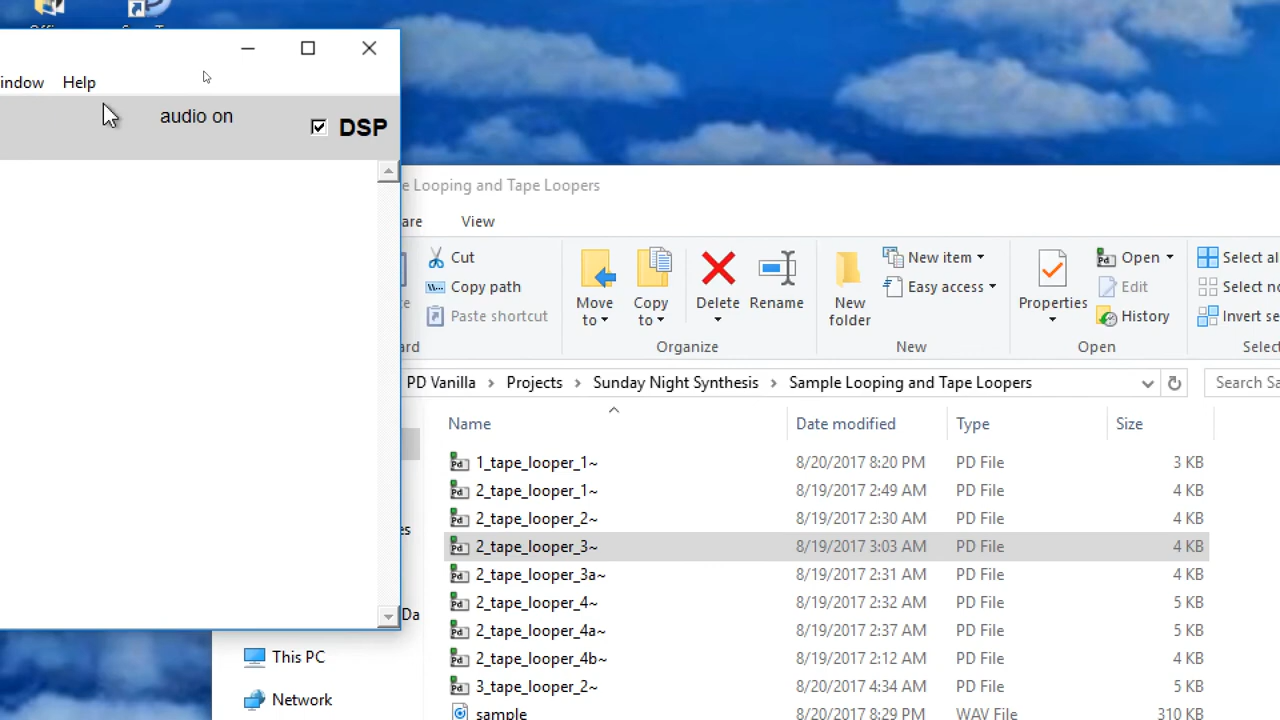 indow Help
audio on
DSP
e Looping and Tape Loopers
are View
Cut
Copy path
Paste shortcut
ard
Move to
Copy to
Delete
Rename
Organize
New folder
New item
Easy access
New
Properties
Open
Edit
History
Open
Select al
Select no
Invert se
Select
PD Vanilla > Projects > Sunday Night Synthesis > Sample Looping and Tape Loopers
Search Sa
Name Date modified Type Size
1_tape_looper_1~ 8/20/2017 8:20 PM PD File 3 KB
2_tape_looper_1~ 8/19/2017 2:49 AM PD File 4 KB
2_tape_looper_2~ 8/19/2017 2:30 AM PD File 4 KB
2_tape_looper_3~ 8/19/2017 3:03 AM PD File 4 KB
2_tape_looper_3a~ 8/19/2017 2:31 AM PD File 4 KB
2_tape_looper_4~ 8/19/2017 2:32 AM PD File 5 KB
2_tape_looper_4a~ 8/19/2017 2:37 AM PD File 5 KB
2_tape_looper_4b~ 8/19/2017 2:12 AM PD File 5 KB
3_tape_looper_2~ 8/20/2017 4:34 AM PD File 5 KB
sample 8/20/2017 8:29 PM WAV File 310 KB
es
Da
This PC
Network